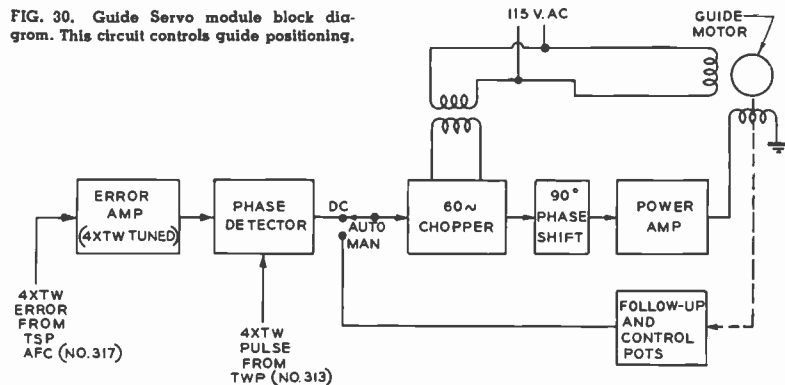 FIG. 30. Guide Servo module block dia-
grom. This circuit controls guide positioning.
115 V. AC
GUIDE
MOTOR
ERROR
AMP
(4XTW TUNED)
PHASE
DETECTOR
DC
AUTO
MAN
60~
CHOPPER
90°
PHASE
SHIFT
POWER
AMP
4XTW
ERROR
FROM
TSP
AFC (NO.317)
4XTW
PULSE
FROM
TWP (NO.313)
FOLLOW-UP
AND
CONTROL
POTS